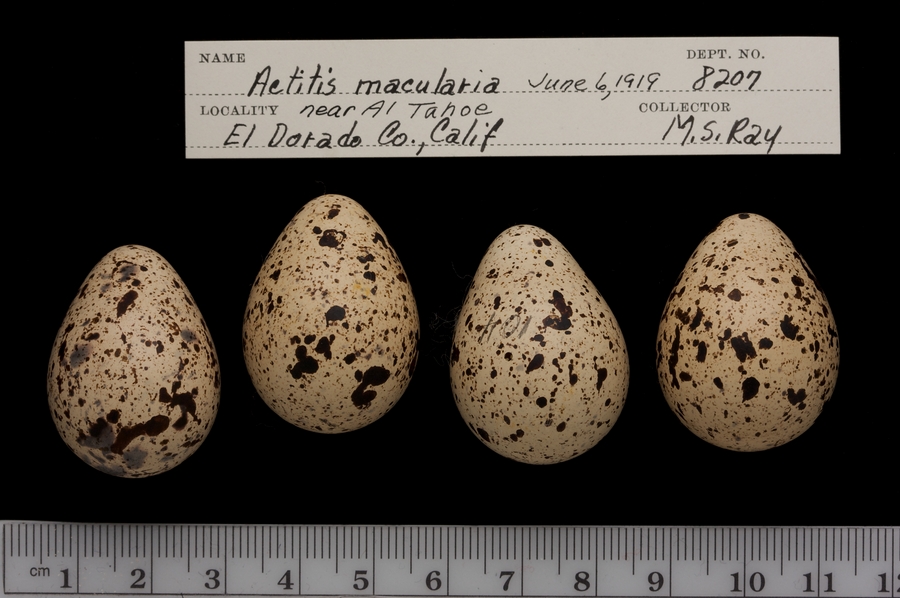 NAME DEPT. NO.
Actitis macularia June 6, 1919 8207
LOCALITY near Al Tahoe COLLECTOR
El Dorado Co., Calif M.S. Ray
cm 1 2 3 4 5 6 7 8 9 10 11